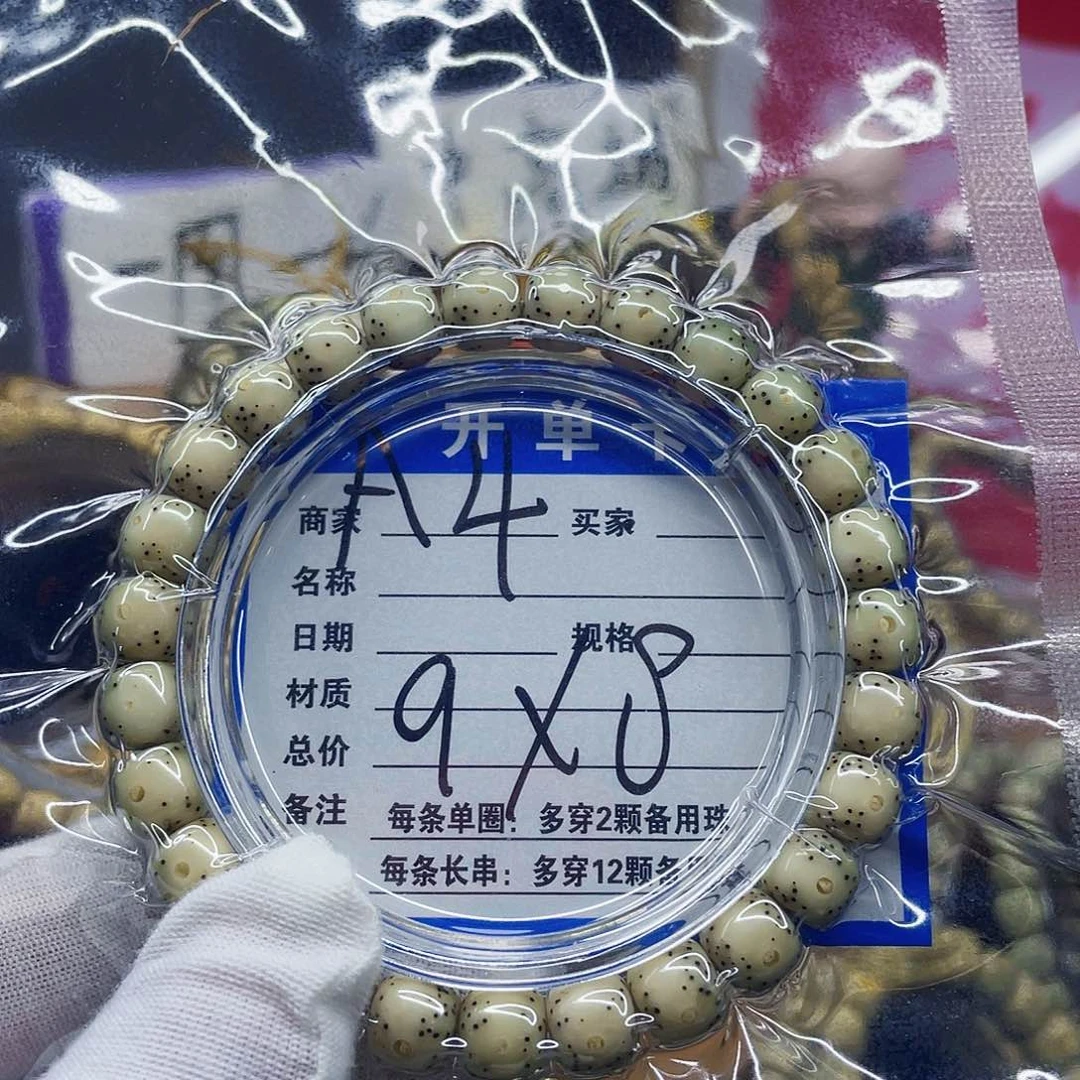 开单卡
A4
商家 买家
名称
日期 规格
9X8
材质
总价
备注 每条单圈：多穿2颗备用珠
每条长串：多穿12颗备